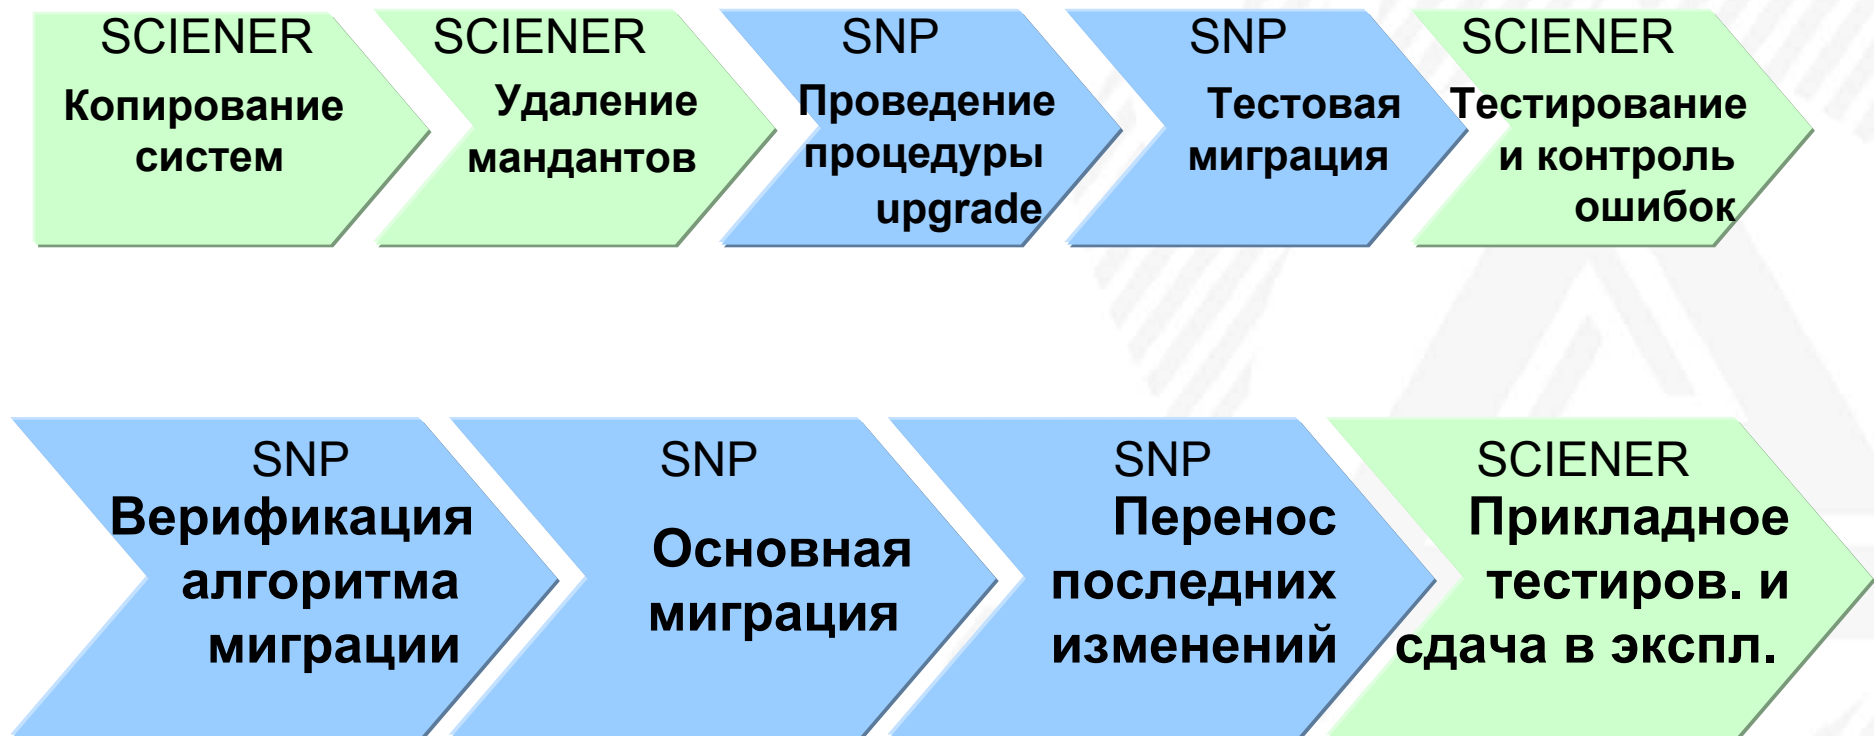 SCIENER
Копирование
систем
SCIENER
Удаление
мандантов
SNP
Проведение
процедуры
upgrade
SNP
Тестовая
миграция
SCIENER
Тестирование
и контроль
ошибок
SNP
Верификация
алгоритма
миграции
SNP
Основная
миграция
SNP
Перенос
последних
изменений
SCIENER
Прикладное
тестиров. и
сдача в экспл.